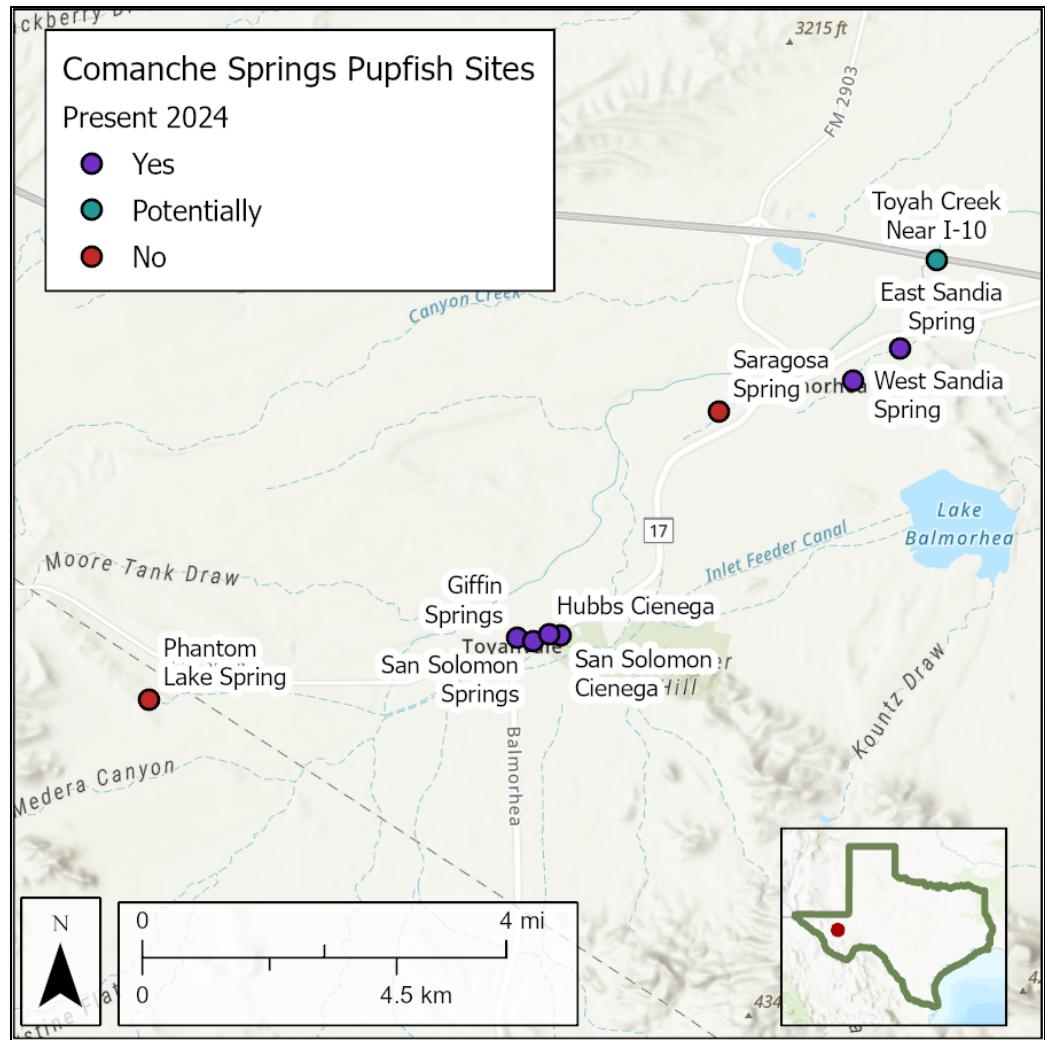 3215 ft
Comanche Springs Pupfish Sites
Present 2024
Yes
Potentially
No
FM 2903
Toyah Creek
Near I-10
East Sandia
Spring
Canyon Creek
Saragosa
Spring
West Sandia
Spring
Lake
Balmorhea
17
Inlet Feeder Canal
Moore Tank Draw
Giffin
Springs
Hubbs Cienega
Phantom
Lake Spring
San Solomon
Springs
San Solomon
Cienega
Hill
Kountz Draw
Balmorhea
Medera Canyon
N
0
4 mi
0
4.5 km